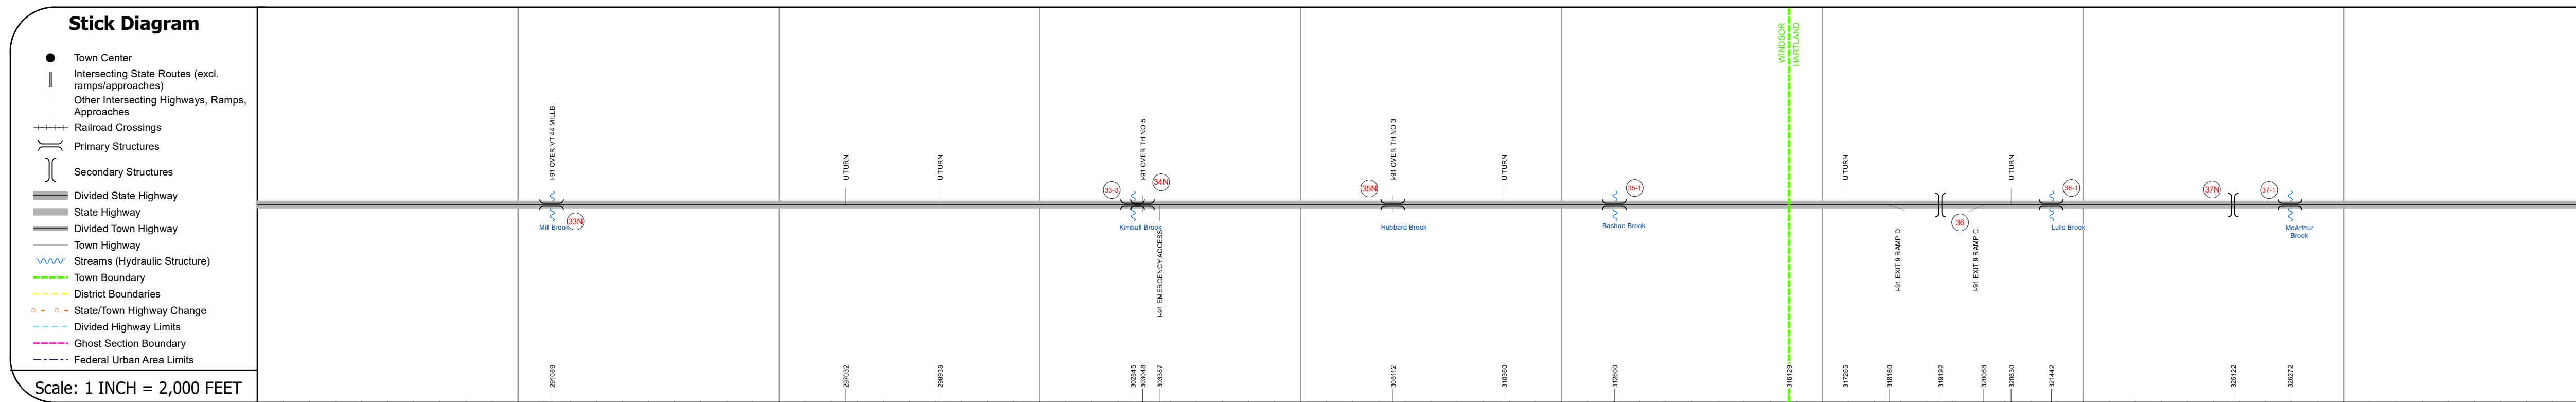 Stick Diagram
Town Center
Intersecting State Routes (excl.
ramps/approaches)
Other Intersecting Highways, Ramps,
Approaches
Railroad Crossings
Primary Structures
Secondary Structures
Divided State Highway
State Highway
Divided Town Highway
Town Highway
Streams (Hydraulic Structure)
Town Boundary
District Boundaries
State/Town Highway Change
Divided Highway Limits
Ghost Section Boundary
Federal Urban Area Limits
Scale: 1 INCH = 2,000 FEET
I-91 OVER VT 44 MILLB
33N
Mill Brook
U TURN
U TURN
33-3
I-91 OVER TH NO 5
34N
Kimball Brook
I-91 EMERGENCY ACCESS
35N
I-91 OVER TH NO 3
Hubbard Brook
U TURN
35-1
Bashan Brook
WINDSOR
HARTLAND
U TURN
I-91 EXIT 9 RAMP D
36
I-91 EXIT 9 RAMP C
U TURN
36-1
Lulls Brook
37N
37-1
McArthur
Brook
291089
297032
298938
302845
303048
303387
308112
310360
312600
316129
317265
318160
319192
320068
320630
321442
325122
326272